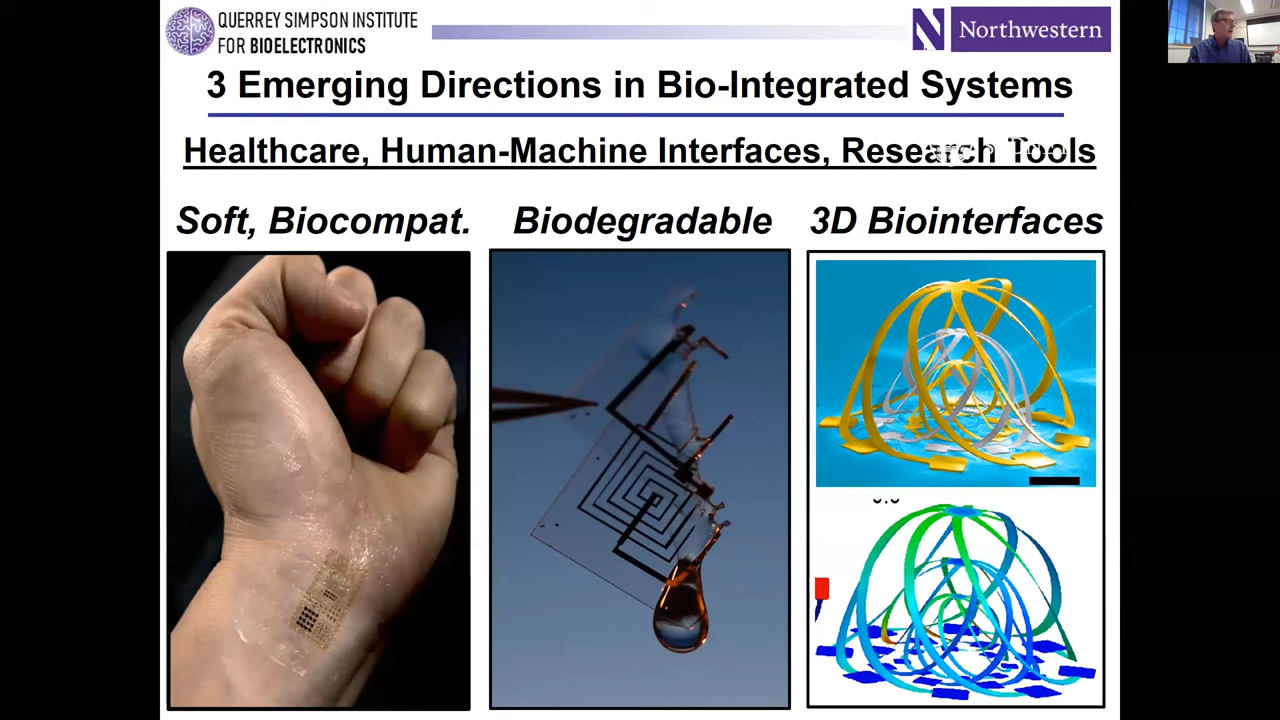 QUERREY SIMPSON INSTITUTE
FOR BIOELECTRONICS
Northwestern
3 Emerging Directions in Bio-Integrated Systems
Healthcare, Human-Machine Interfaces, Research Tools
Soft, Biocompat.
Biodegradable
3D Biointerfaces